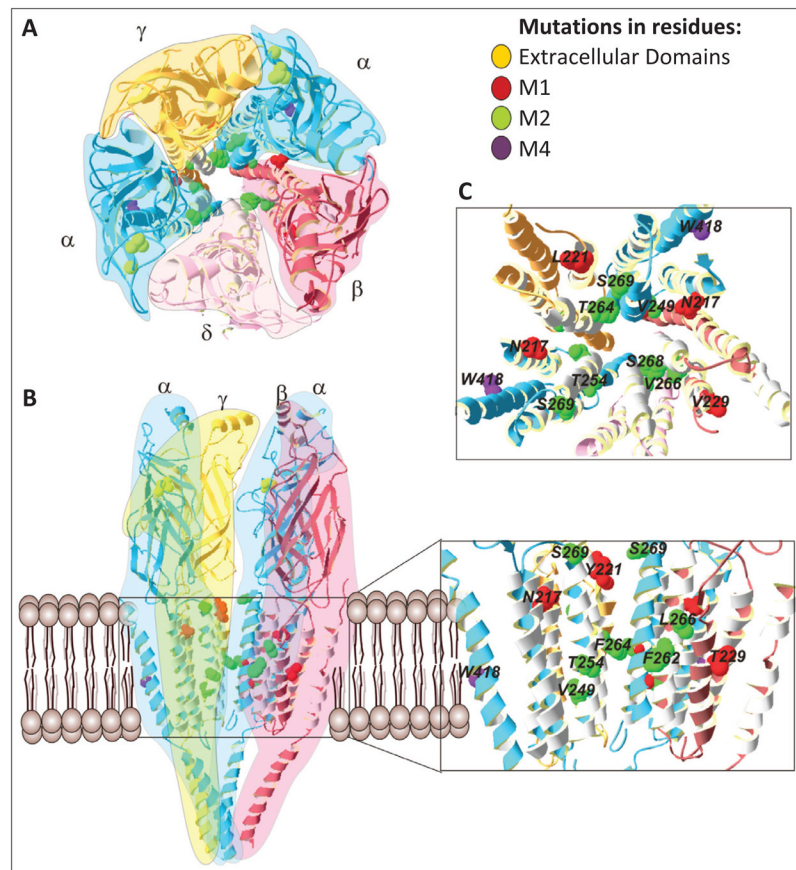 A
γ
α
α
β
δ
Mutations in residues:
Extracellular Domains
M1
M2
M4
C
W418
L221
S269
T264
V249
N217
N217
S268
W418
T254
V266
S269
V229
B
α
γ
β
α
S269
S269
Y221
N217
L266
F264
F262
T229
T254
W418
V249